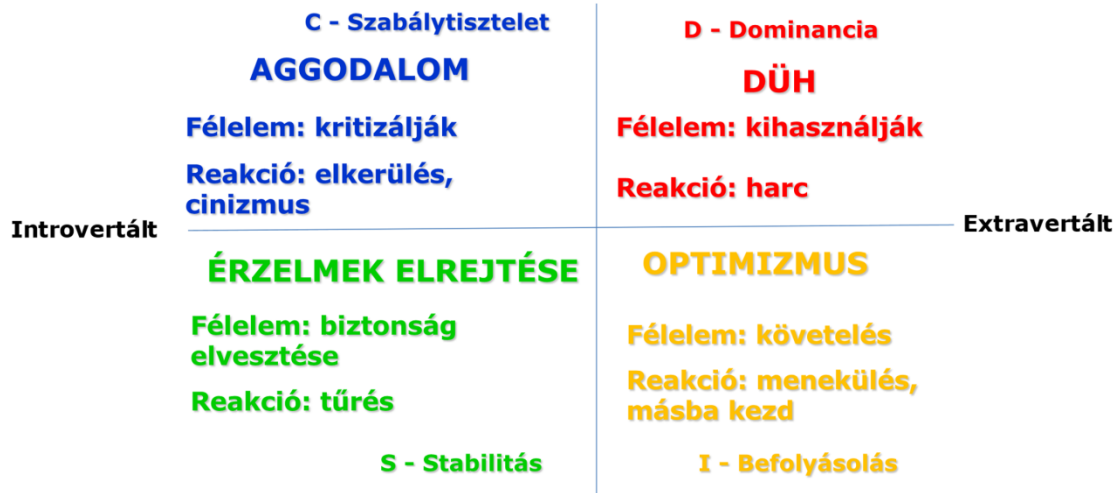 C - Szabálytisztelet
AGGODALOM
Félelem: kritizálják
Reakció: elkerülés,
cinizmus
D - Dominancia
DÜH
Félelem: kihasználják
Reakció: harc
Introvertált
Extravertált
ÉRZELMEK ELREJTÉSE
Félelem: biztonság
elvesztése
Reakció: tűrés
S - Stabilitás
OPTIMIZMUS
Félelem: követelés
Reakció: menekülés,
másba kezd
I - Befolyásolás